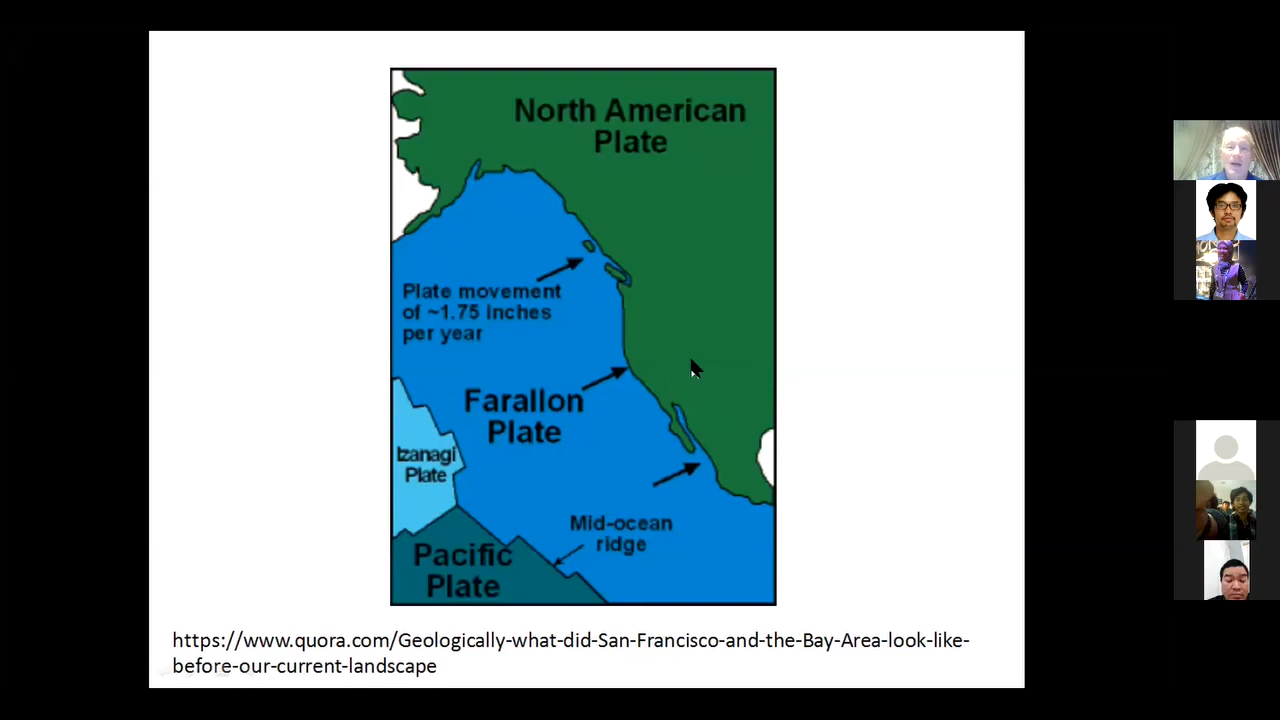 North American
Plate
Plate movement
of ~1.75 inches
per year
Farallon
Plate
Izanagi
Plate
Mid-ocean
ridge
Pacific
Plate
https://www.quora.com/Geologically-what-did-San-Francisco-and-the-Bay-Area-look-like-
before-our-current-landscape